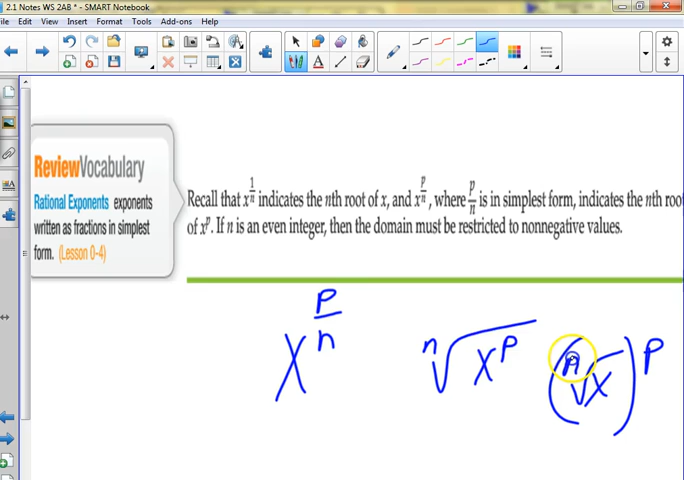 2.1 Notes WS 2AB * - SMART Notebook
Edit View Insert Format Tools Add-ons Help
ReviewVocabulary
Rational Exponents exponents
written as fractions in simplest
form. (Lesson 0-4)
Recall that x^(1/n) indicates the nth root of x, and x^(p/n), where p/n is in simplest form, indicates the nth root
of x^p. If n is an even integer, then the domain must be restricted to nonnegative values.
x^(p/n) ⁿ√(x^p) (ⁿ√x)^p